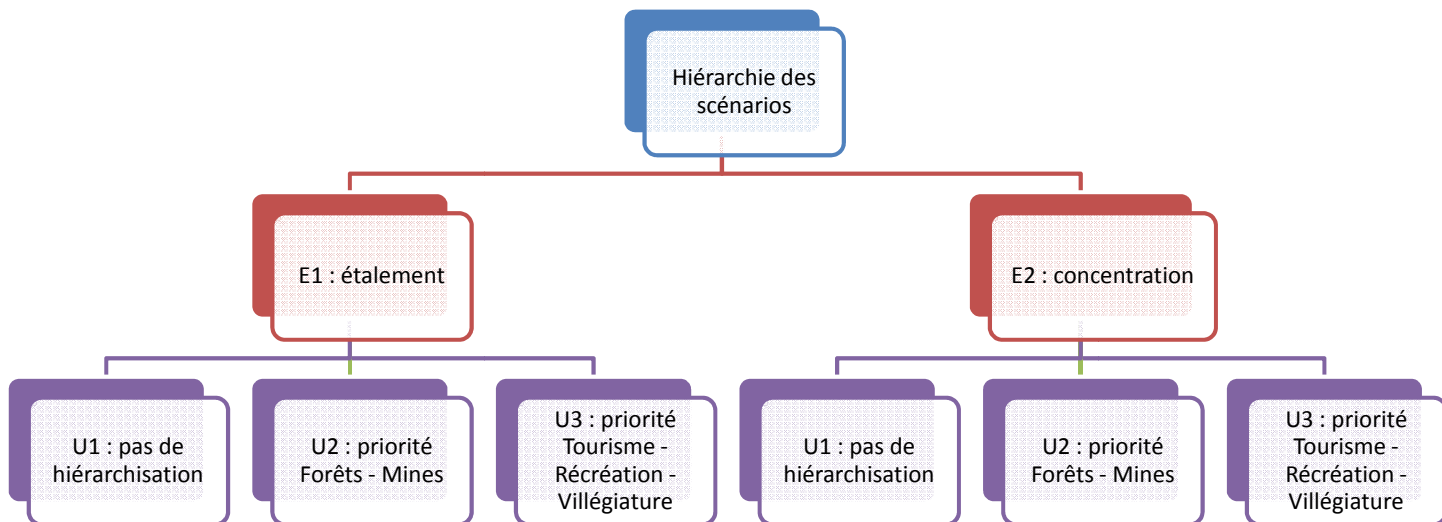 Hiérarchie des
scénarios
E1 : étalement
E2 : concentration
U1 : pas de
hiérarchisation
U2 : priorité
Forêts - Mines
U3 : priorité
Tourisme -
Récréation -
Villégiature
U1 : pas de
hiérarchisation
U2 : priorité
Forêts - Mines
U3 : priorité
Tourisme -
Récréation -
Villégiature